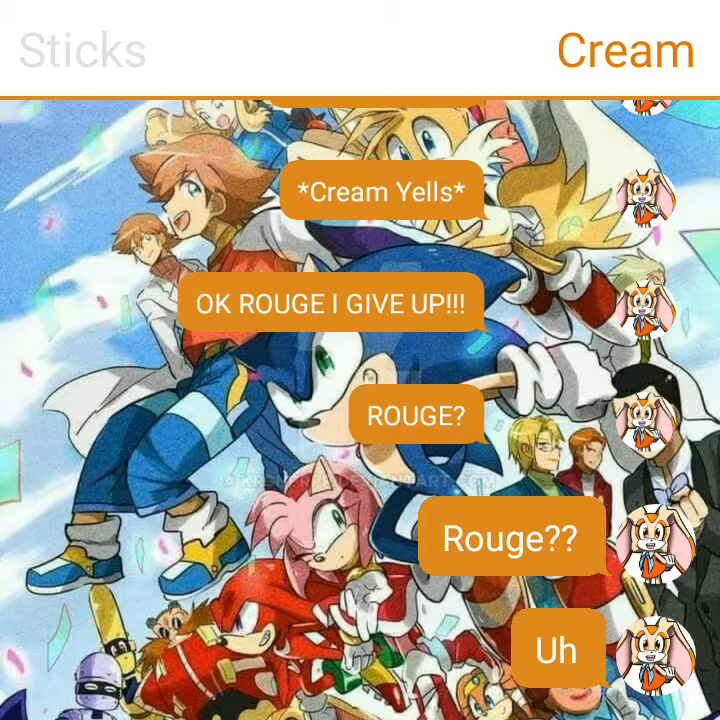 Sticks
Cream
*Cream Yells*
OK ROUGE I GIVE UP!!!
ROUGE?
Rouge??
Uh